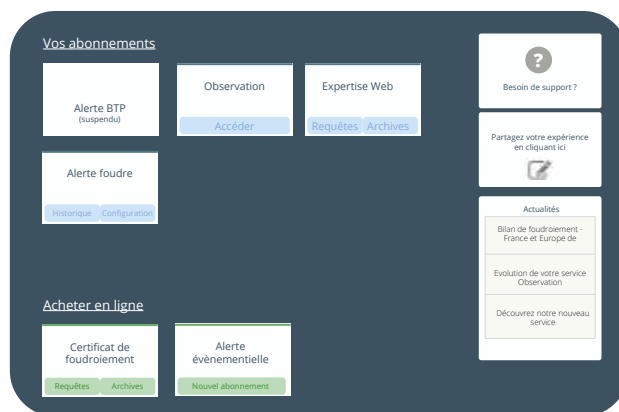 Vos abonnements
Alerte BTP
(suspendu)
Observation
Accéder
Expertise Web
Requêtes Archives
Alerte foudre
Historique Configuration
Acheter en ligne
Certificat de
foudroiement
Requêtes Archives
Alerte
évènementielle
Nouvel abonnement
?
Besoin de support ?
Partagez votre expérience
en cliquant ici
Actualités
Bilan de foudroiement -
France et Europe de
Evolution de votre service
Observation
Découvrez notre nouveau
service